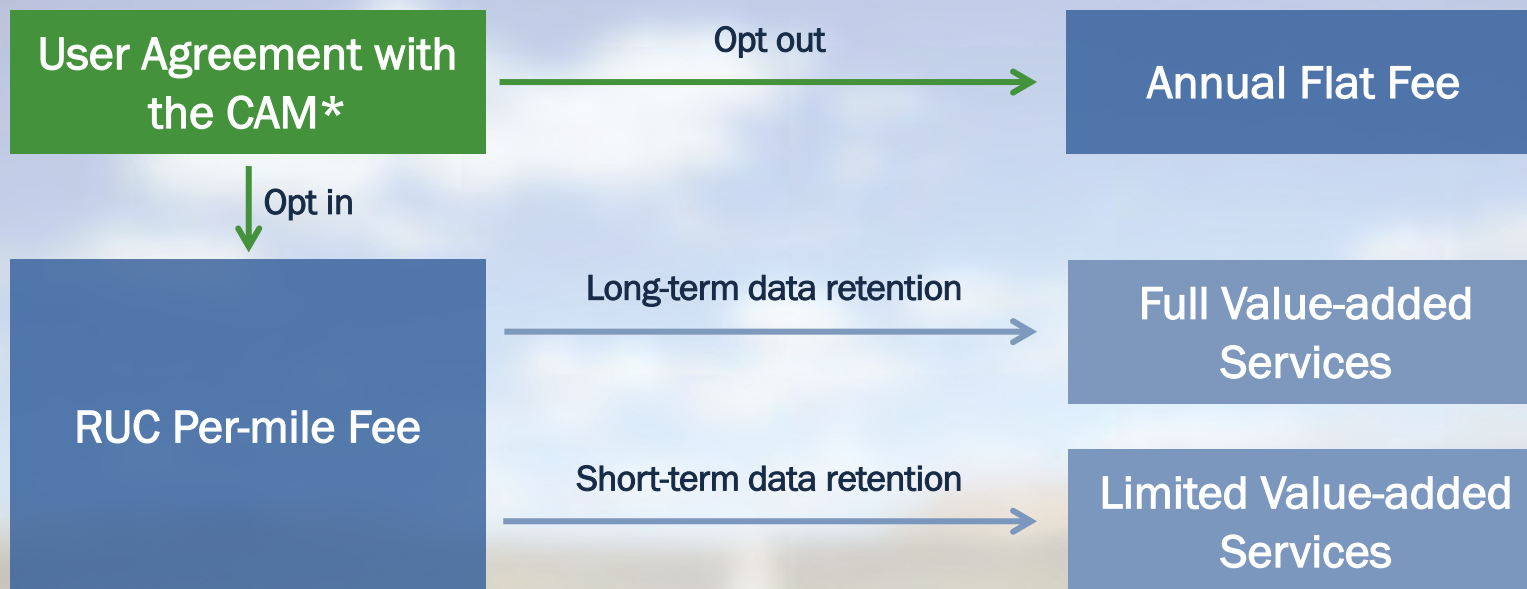 User Agreement with
the CAM*
Opt out
Annual Flat Fee
Opt in
RUC Per-mile Fee
Long-term data retention
Full Value-added
Services
Short-term data retention
Limited Value-added
Services